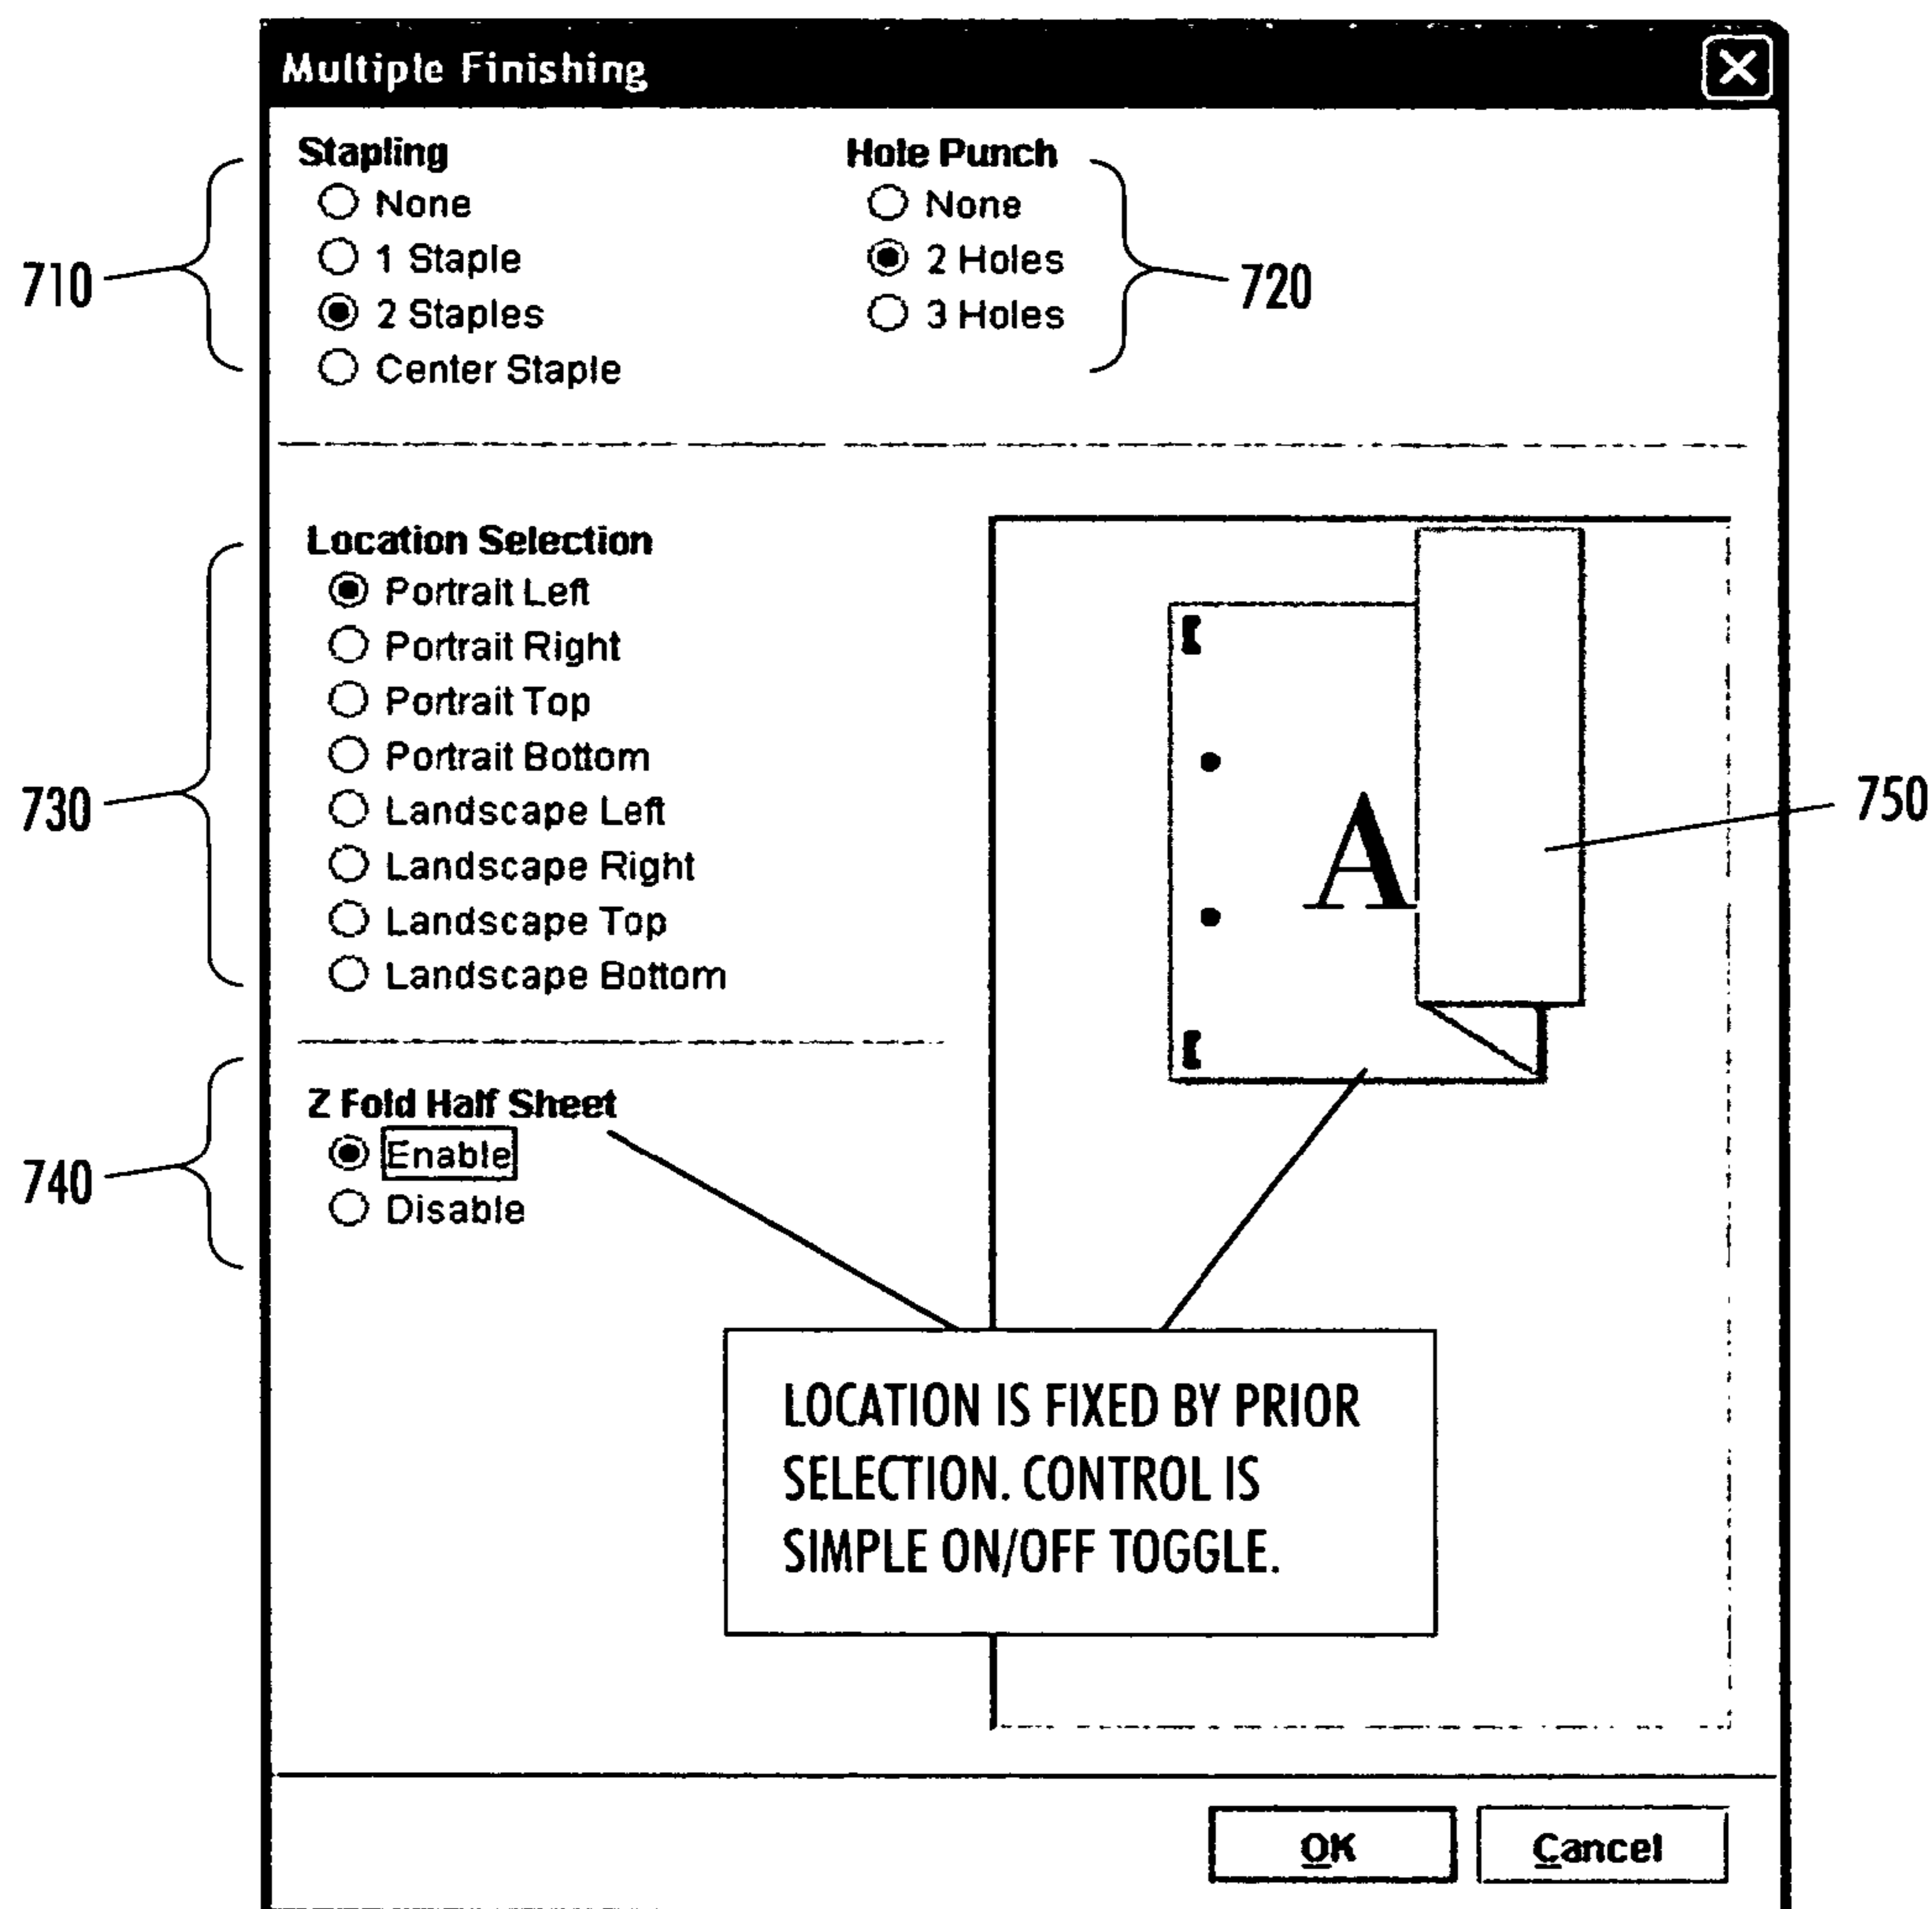 Multiple Finishing
Stapling
None
1 Staple
2 Staples
Center Staple
710
Hole Punch
None
2 Holes
3 Holes
720
Location Selection
Portrait Left
Portrait Right
Portrait Top
Portrait Bottom
Landscape Left
Landscape Right
Landscape Top
Landscape Bottom
730
A
750
Z Fold Half Sheet
Enable
Disable
740
LOCATION IS FIXED BY PRIOR
SELECTION. CONTROL IS
SIMPLE ON/OFF TOGGLE.
OK
Cancel